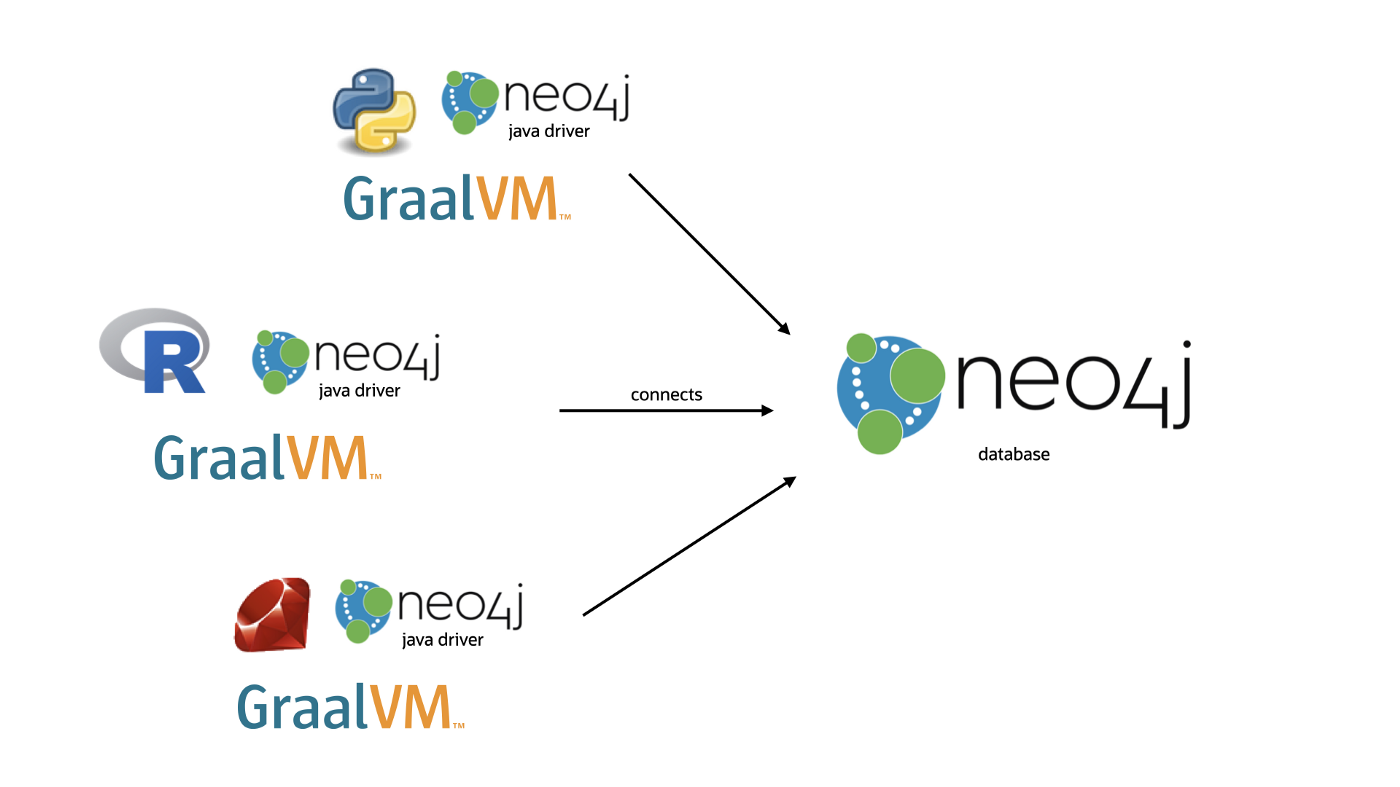 neo4j
java driver
GraalVM™
R
neo4j
java driver
GraalVM™
connects
neo4j
database
neo4j
java driver
GraalVM™